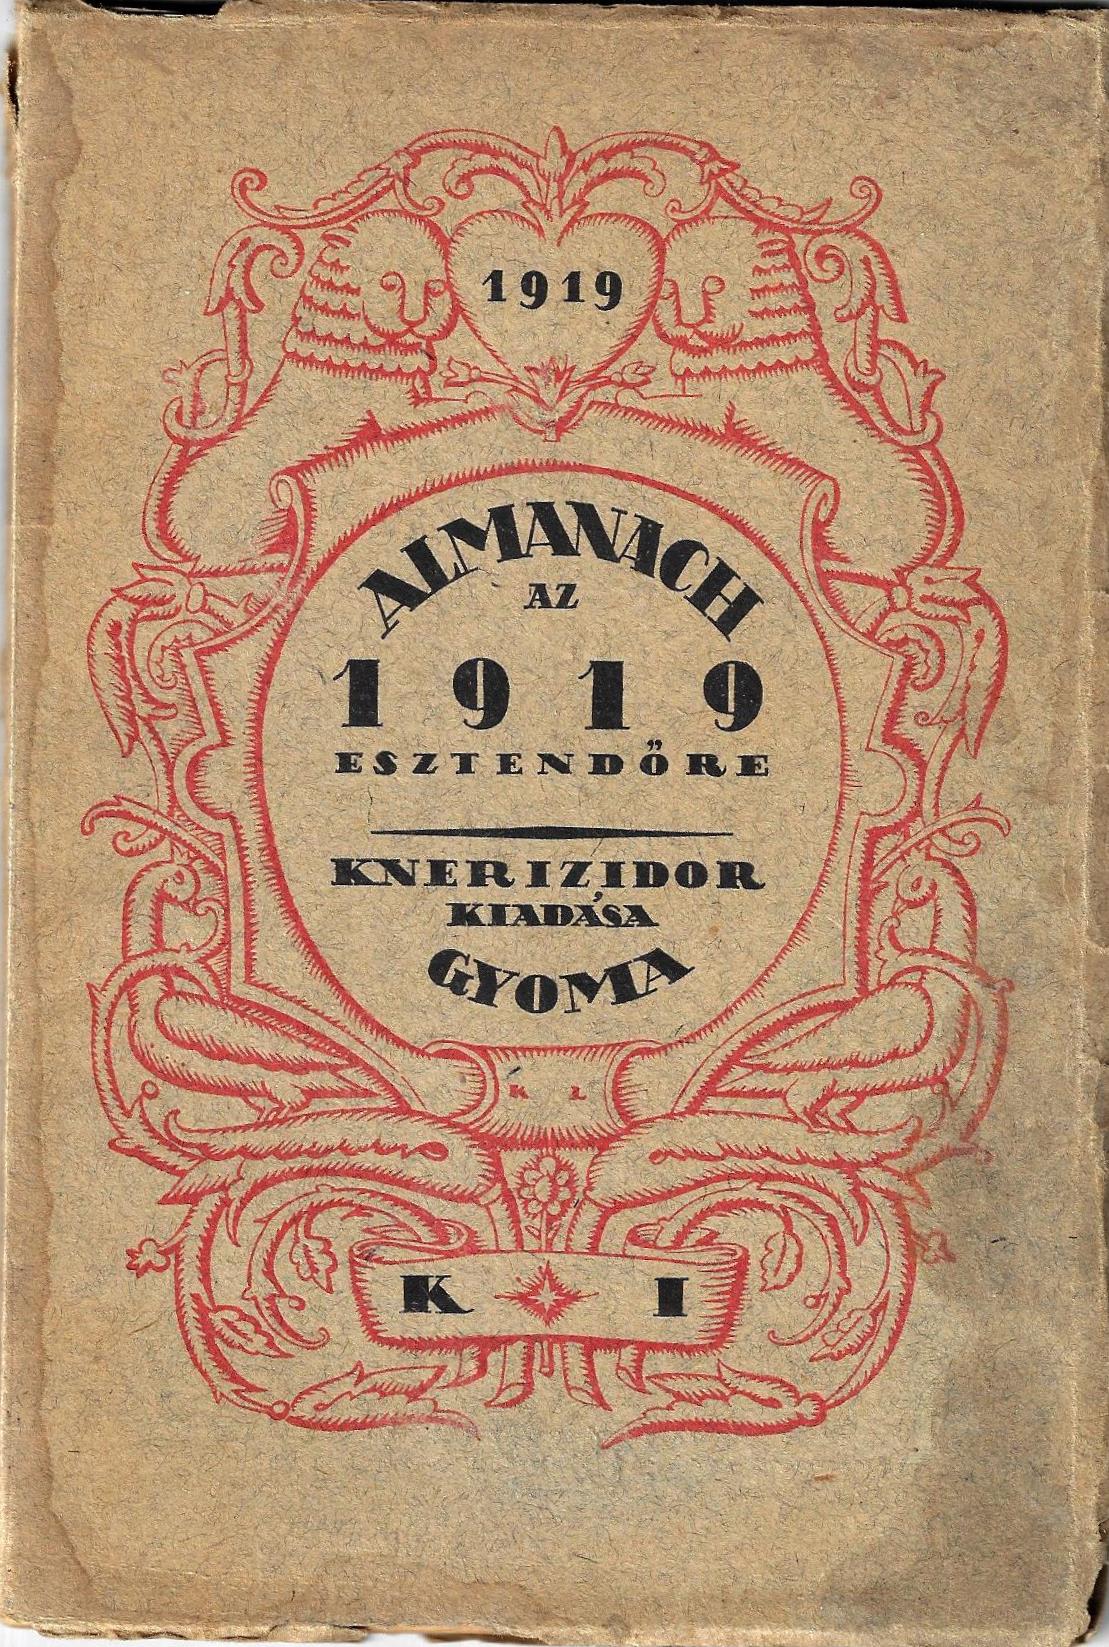 1919
ALMANACH
AZ
1919
ESZTENDŐRE
KNER IZIDOR
KIADÁSA
GYOMA
K I